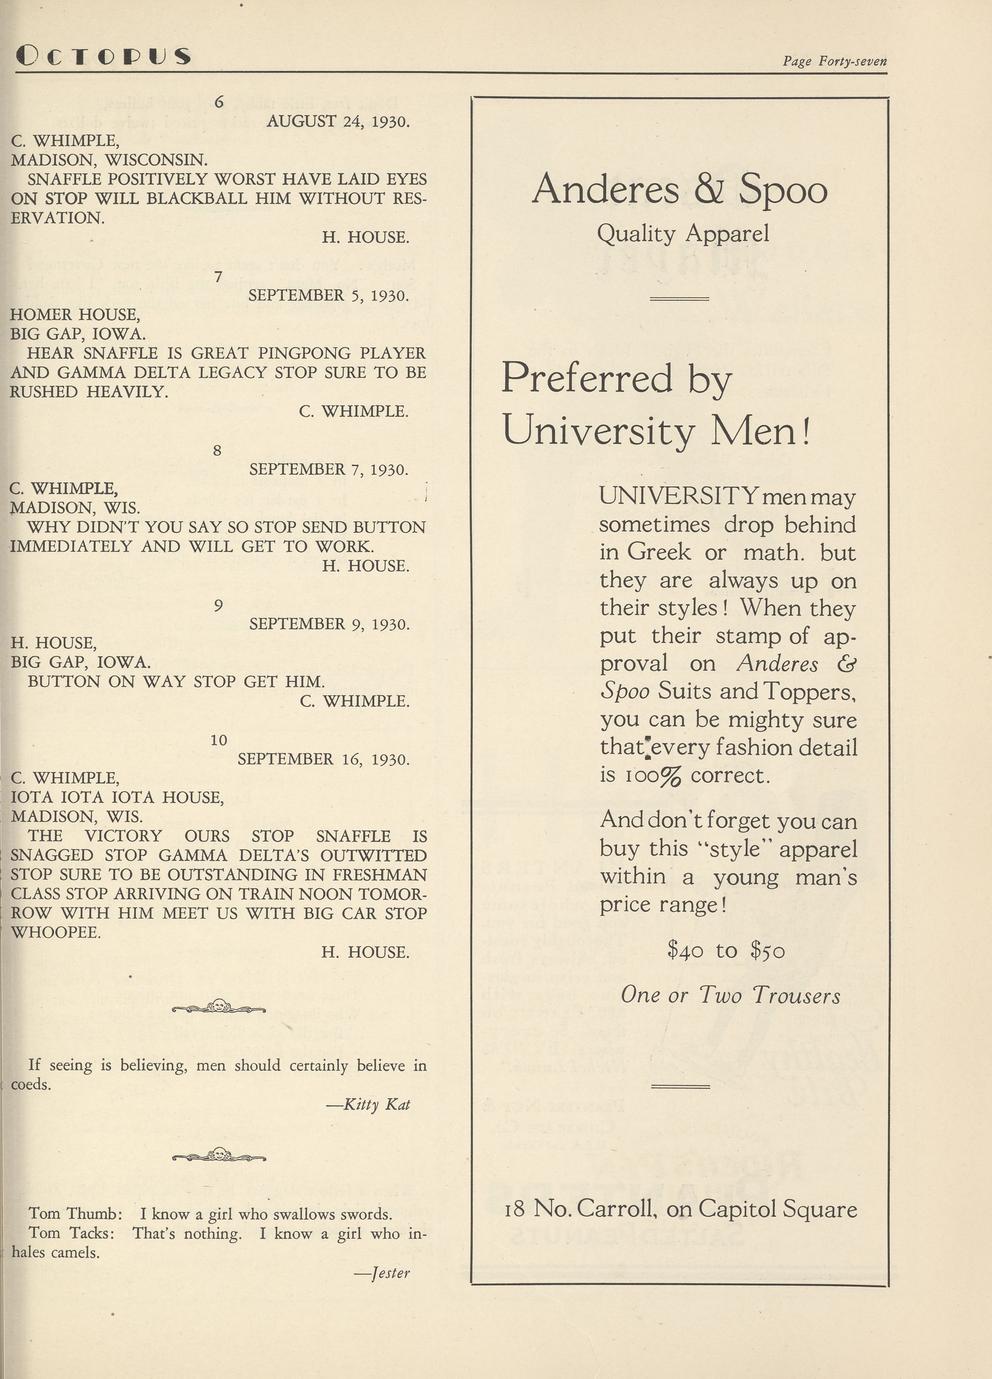 OCTOPUS
Page Forty-seven
6
AUGUST 24, 1930.
C. WHIMPLE,
MADISON, WISCONSIN.
SNAFFLE POSITIVELY WORST HAVE LAID EYES
ON STOP WILL BLACKBALL HIM WITHOUT RES-
ERVATION.
H. HOUSE.
7
SEPTEMBER 5, 1930.
HOMER HOUSE,
BIG GAP, IOWA.
HEAR SNAFFLE IS GREAT PINGPONG PLAYER
AND GAMMA DELTA LEGACY STOP SURE TO BE
RUSHED HEAVILY.
C. WHIMPLE.
8
SEPTEMBER 7, 1930.
C. WHIMPLE,
MADISON, WIS.
WHY DIDN'T YOU SAY SO STOP SEND BUTTON
IMMEDIATELY AND WILL GET TO WORK.
H. HOUSE.
9
SEPTEMBER 9, 1930.
H. HOUSE,
BIG GAP, IOWA.
BUTTON ON WAY STOP GET HIM.
C. WHIMPLE.
10
SEPTEMBER 16, 1930.
C. WHIMPLE,
IOTA IOTA IOTA HOUSE,
MADISON, WIS.
THE VICTORY OURS STOP SNAFFLE IS
SNAGGED STOP GAMMA DELTA'S OUTWITTED
STOP SURE TO BE OUTSTANDING IN FRESHMAN
CLASS STOP ARRIVING ON TRAIN NOON TOMOR-
ROW WITH HIM MEET US WITH BIG CAR STOP
WHOOPEE.
H. HOUSE.
If seeing is believing, men should certainly believe in
coeds.
—Kitty Kat
Tom Thumb: I know a girl who swallows swords.
Tom Tacks: That's nothing. I know a girl who in-
hales camels.
—Jester
Anderes & Spoo
Quality Apparel
Preferred by
University Men!
UNIVERSITY men may
sometimes drop behind
in Greek or math. but
they are always up on
their styles! When they
put their stamp of ap-
proval on Anderes &
Spoo Suits and Toppers,
you can be mighty sure
that every fashion detail
is 100% correct.
And don't forget you can
buy this "style" apparel
within a young man's
price range!
$40 to $50
One or Two Trousers
18 No. Carroll, on Capitol Square